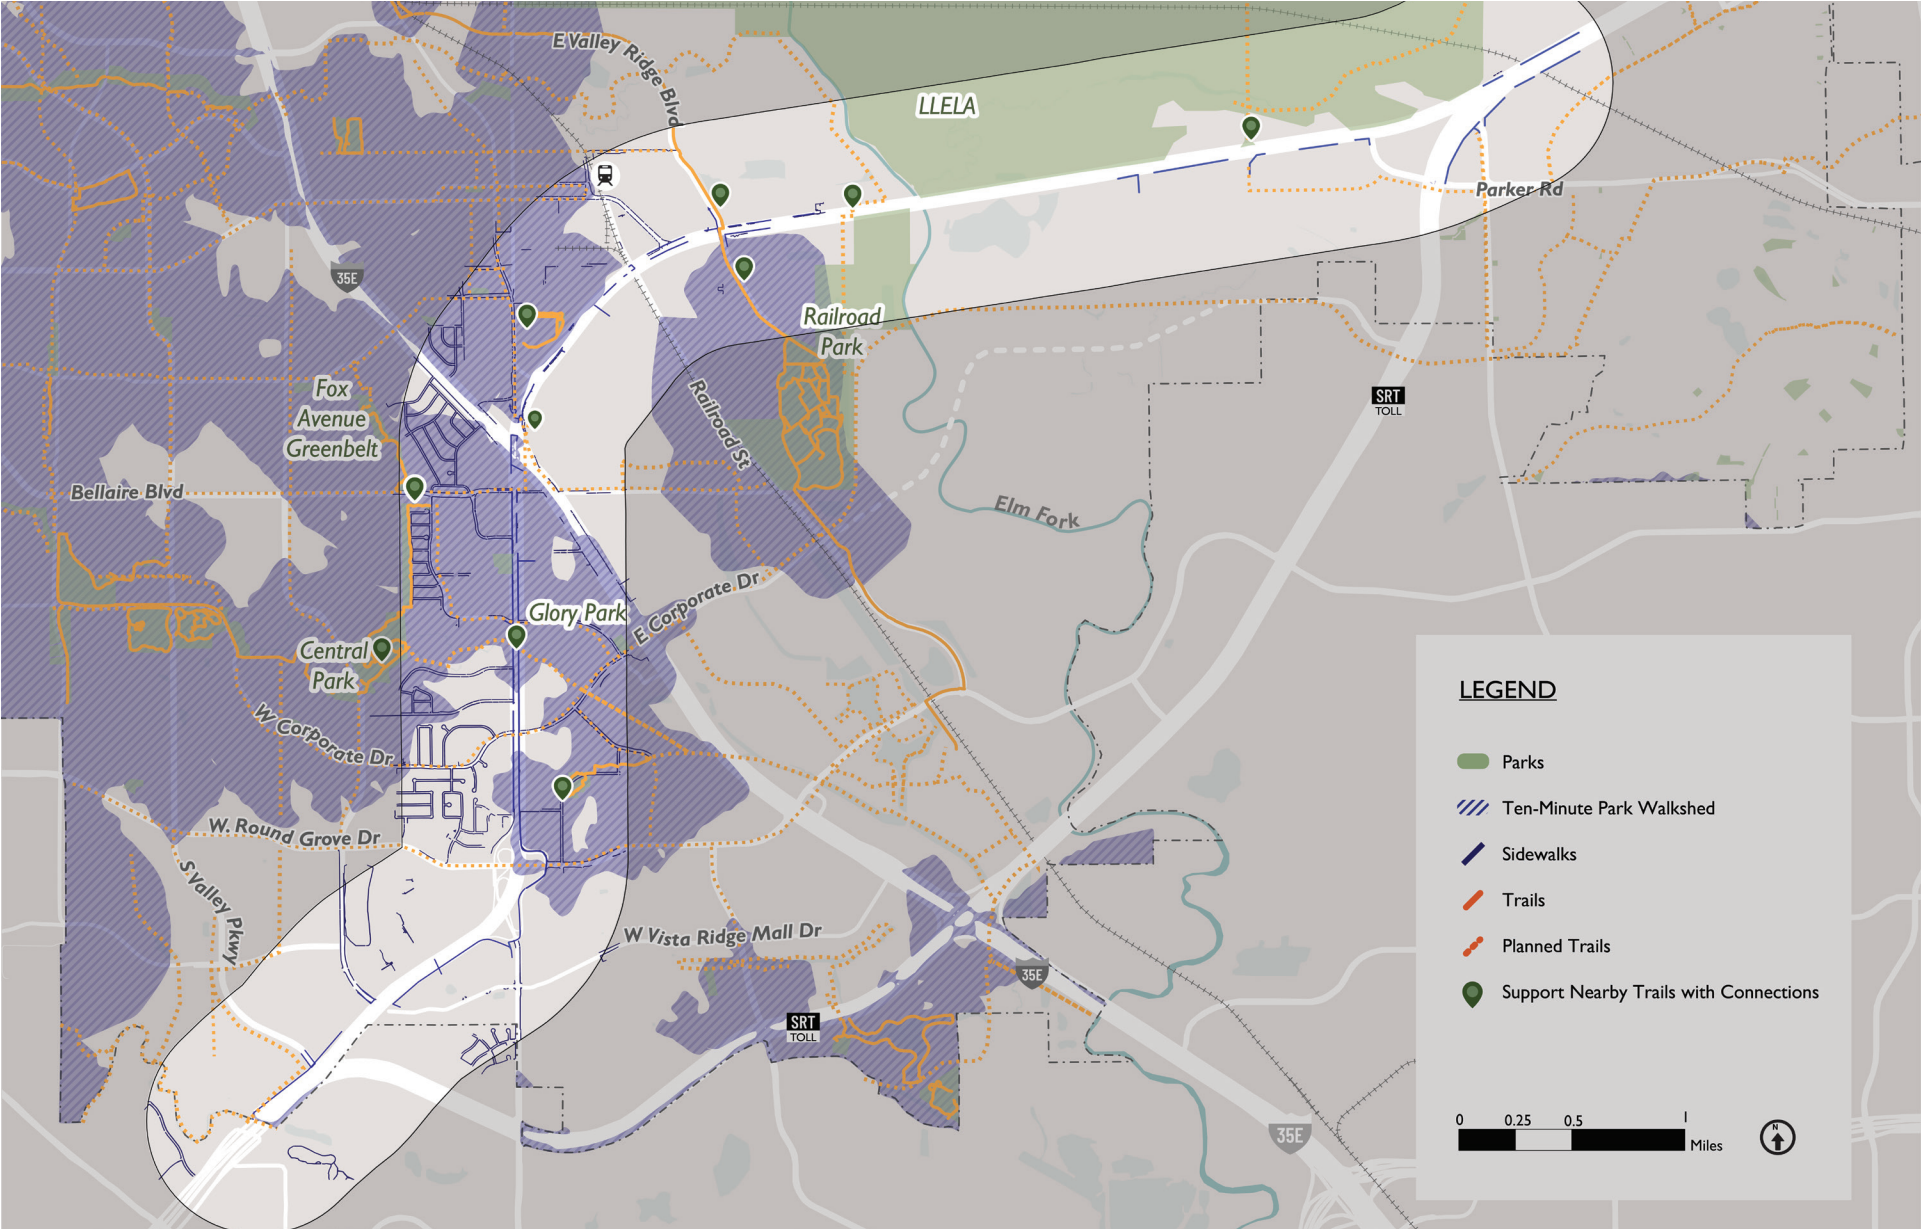 E Valley Ridge Blvd
LLELA
Parker Rd
35E
Railroad
Park
Fox
Avenue
Greenbelt
Railroad St
SRT
TOLL
Bellaire Blvd
Elm Fork
E Corporate Dr
Glory Park
Central
Park
W Corporate Dr
W. Round Grove Dr
S Valley Pkwy
W Vista Ridge Mall Dr
35E
SRT
TOLL
35E
LEGEND
Parks
Ten-Minute Park Walkshed
Sidewalks
Trails
Planned Trails
Support Nearby Trails with Connections
0 0.25 0.5 1
Miles
N